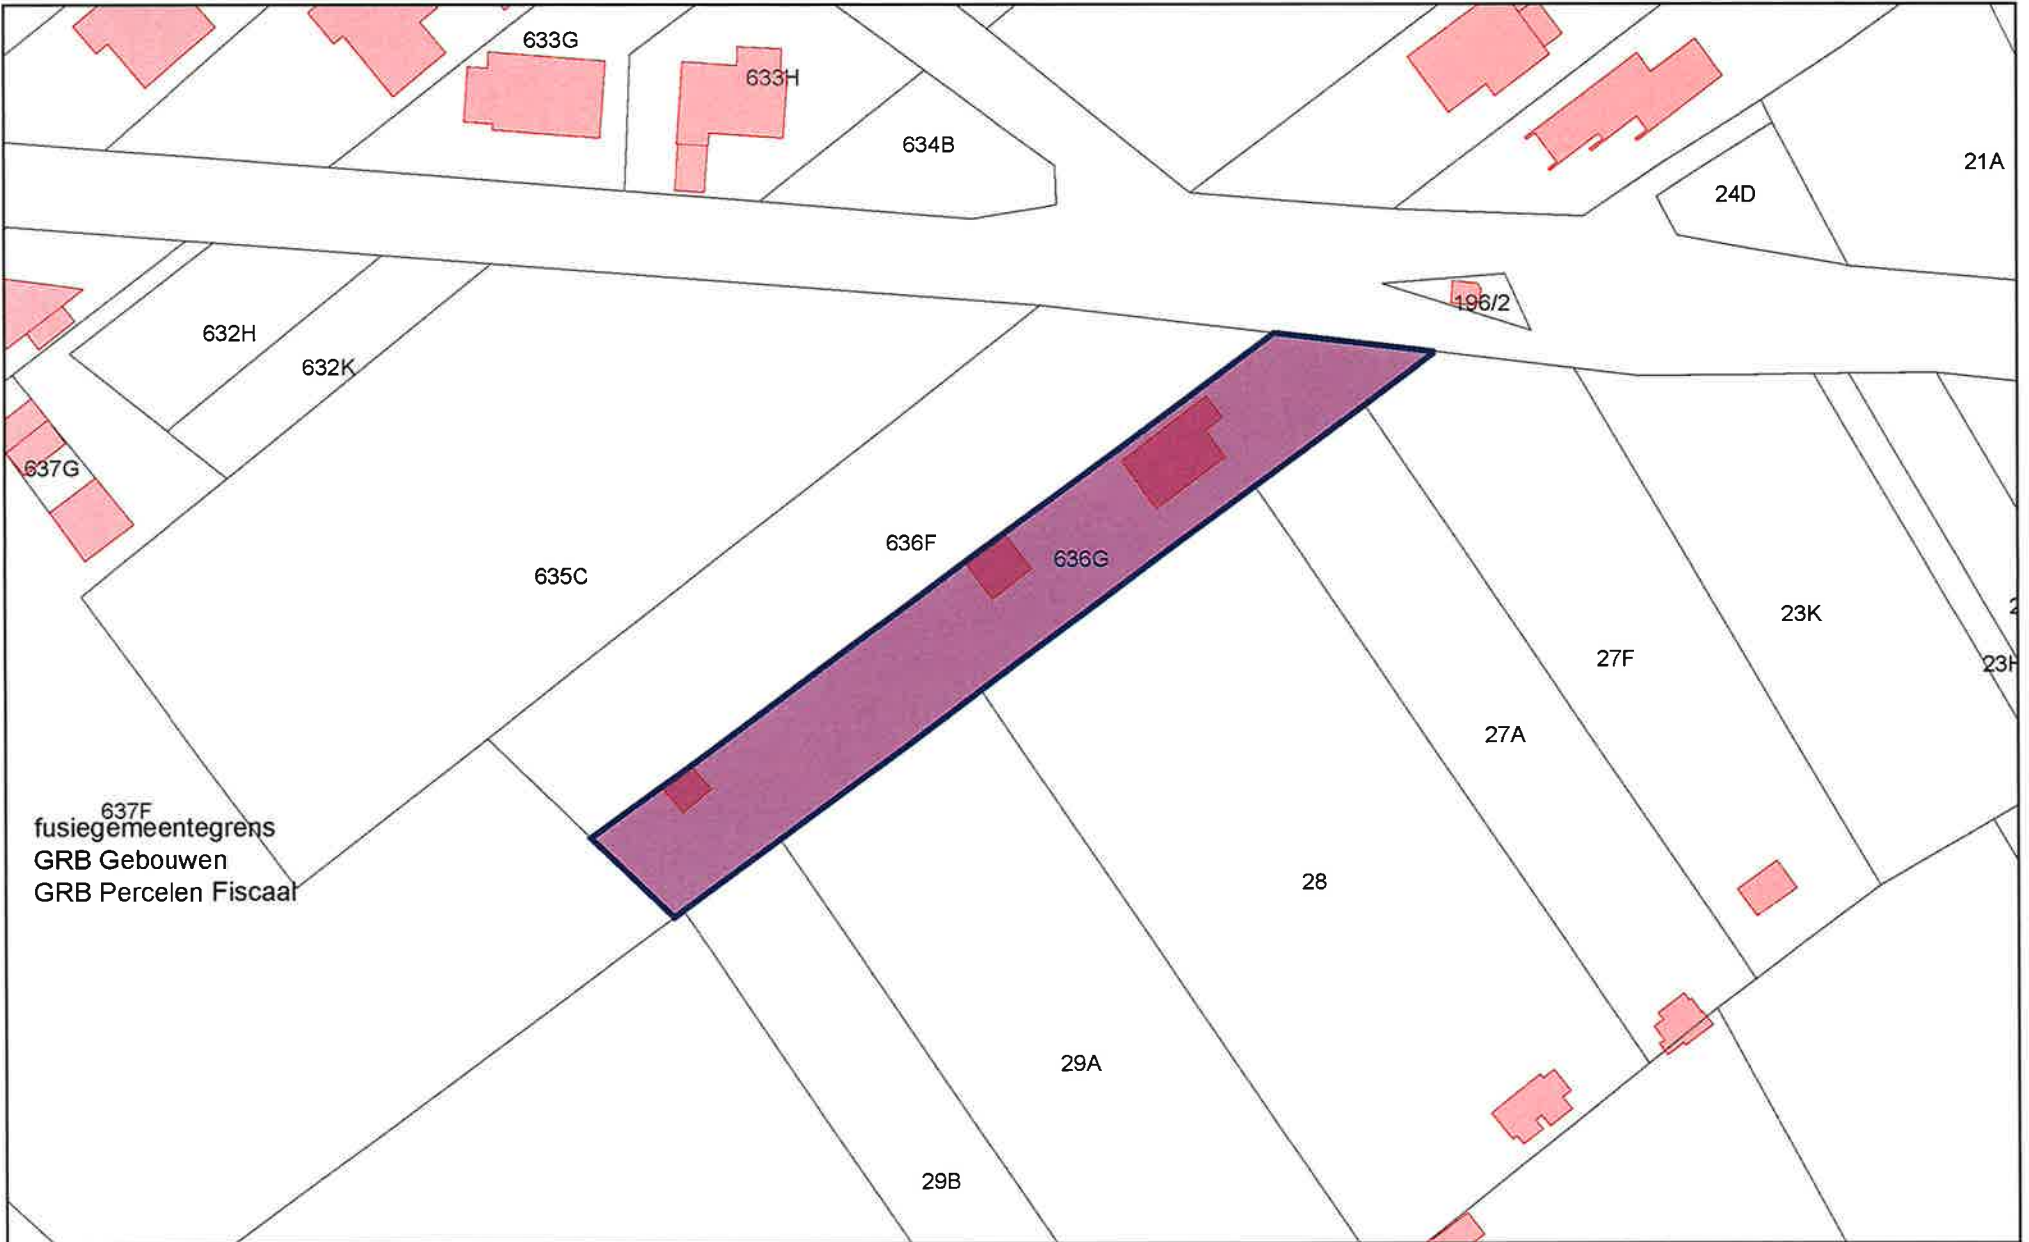 633G
633H
634B
21A
24D
196/2
632H
632K
637G
636F
636G
635C
23K
27F
27A
637F
fusiegemeentegrens
GRB Gebouwen
GRB Percelen Fiscaal
28
29A
29B